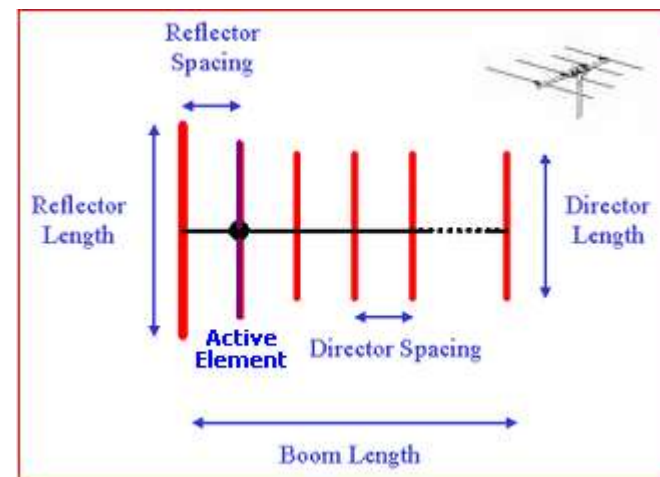 Reflector
Spacing
Reflector
Length
Director
Length
Active
Element
Director Spacing
Boom Length